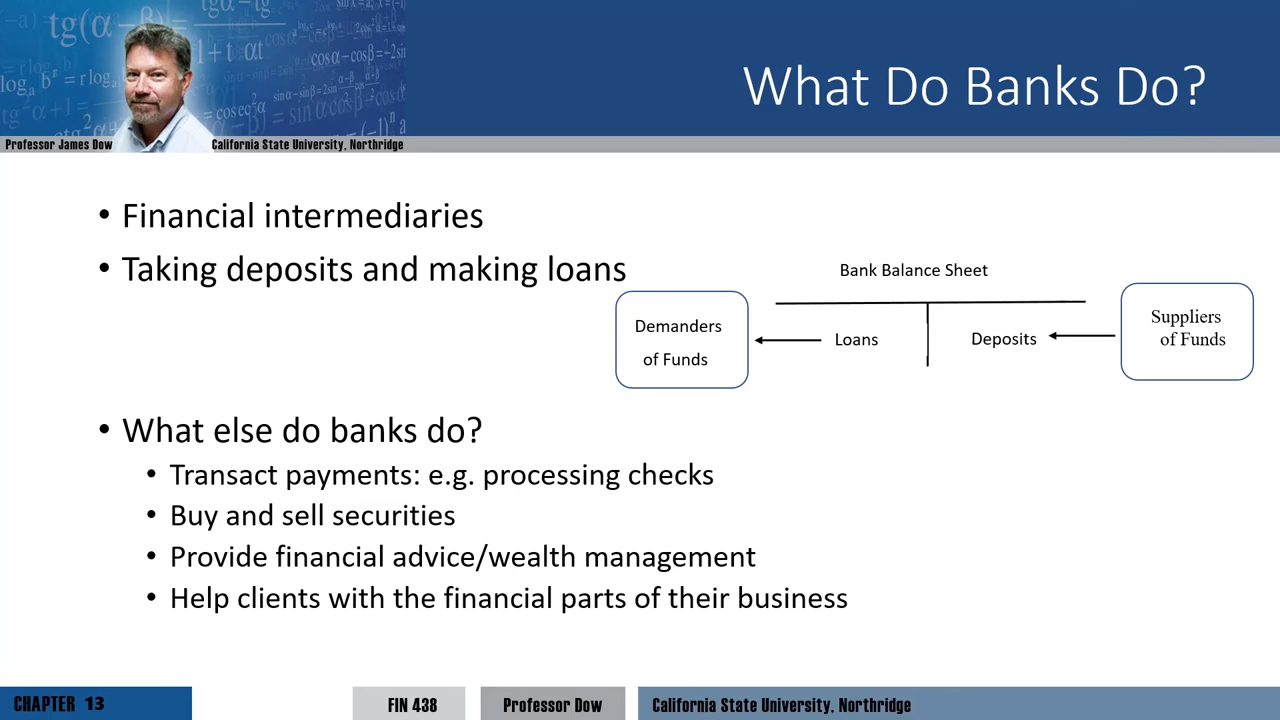 What Do Banks Do?
Professor James Dow
California State University, Northridge
• Financial intermediaries
• Taking deposits and making loans
Bank Balance Sheet
Demanders
of Funds
Loans
Deposits
Suppliers
of Funds
• What else do banks do?
• Transact payments: e.g. processing checks
• Buy and sell securities
• Provide financial advice/wealth management
• Help clients with the financial parts of their business
CHAPTER 13
FIN 438
Professor Dow
California State University, Northridge